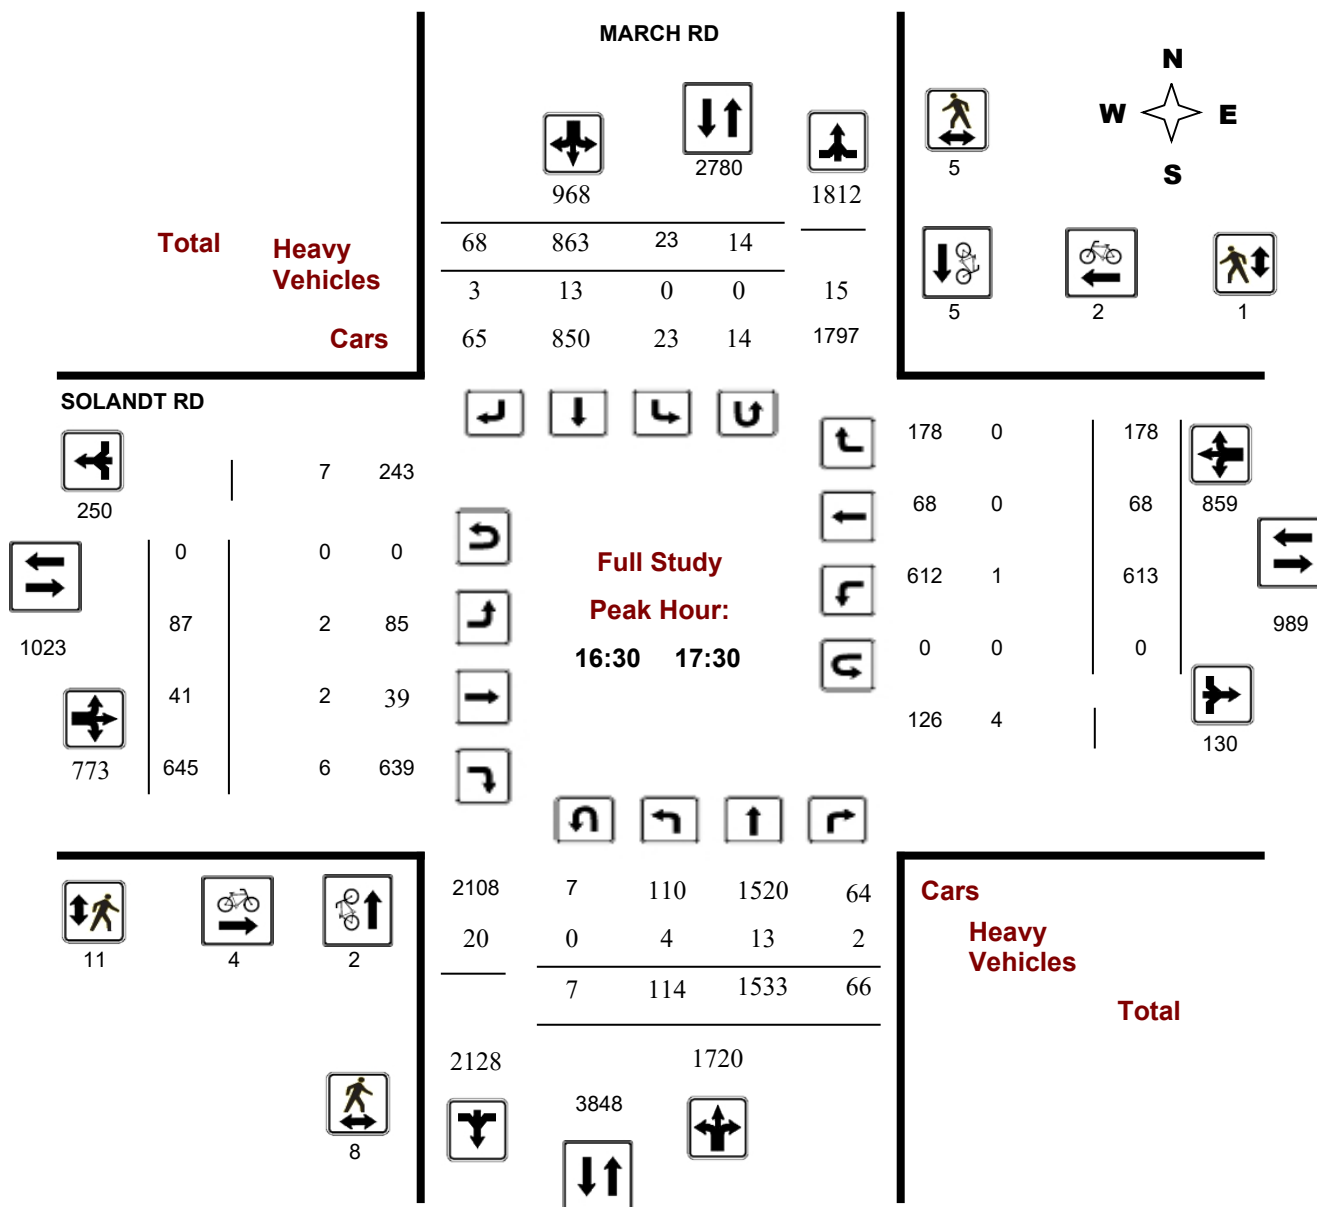 MARCH RD
N
W E
S
5
2780
968 1812
Total Heavy Vehicles
68 863 23 14
3 13 0 0 15
5 2 1
Cars
65 850 23 14 1797
SOLANDT RD
178 0 178
7 243
250
68 0 68 859
0 0 0
Full Study
612 1 613
Peak Hour:
87 2 85
989
1023
16:30 17:30
0 0 0
41 2 39
126 4
130
773 645 6 639
2108 7 110 1520 64
Cars
20 0 4 13 2
Heavy
Vehicles
11 4 2
7 114 1533 66
Total
2128 1720
3848
8